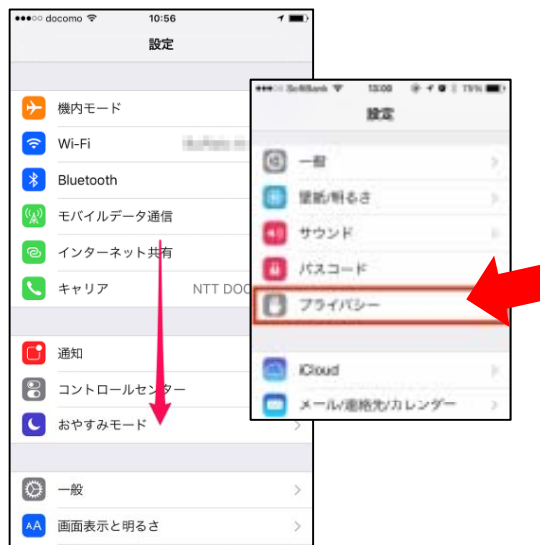 docomo 10:56
設定
機内モード
Wi-Fi
Bluetooth
モバイルデータ通信
インターネット共有
キャリア NTT DOC
通知
コントロールセンター
おやすみモード
一般
画面表示と明るさ
SoftBank 13:00 75%
設定
一般
壁紙/明るさ
サウンド
パスコード
プライバシー
iCloud
メール/連絡先/カレンダー